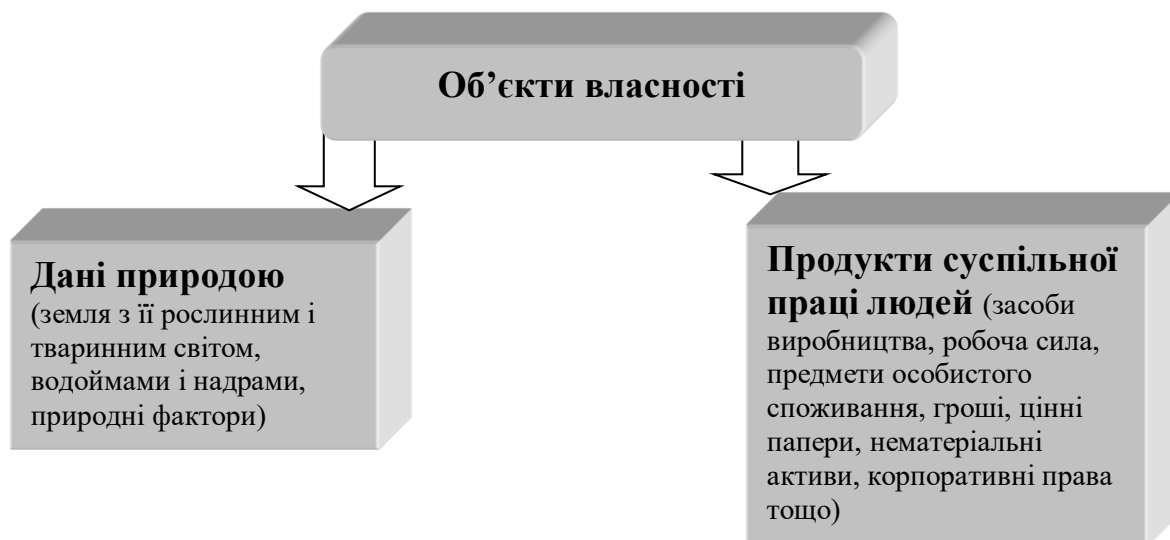 Об’єкти власності
Дані природою
(земля з її рослинним і
тваринним світом,
водоймами і надрами,
природні фактори)
Продукти суспільної
праці людей (засоби
виробництва, робоча сила,
предмети особистого
споживання, гроші, цінні
папери, нематеріальні
активи, корпоративні права
тощо)